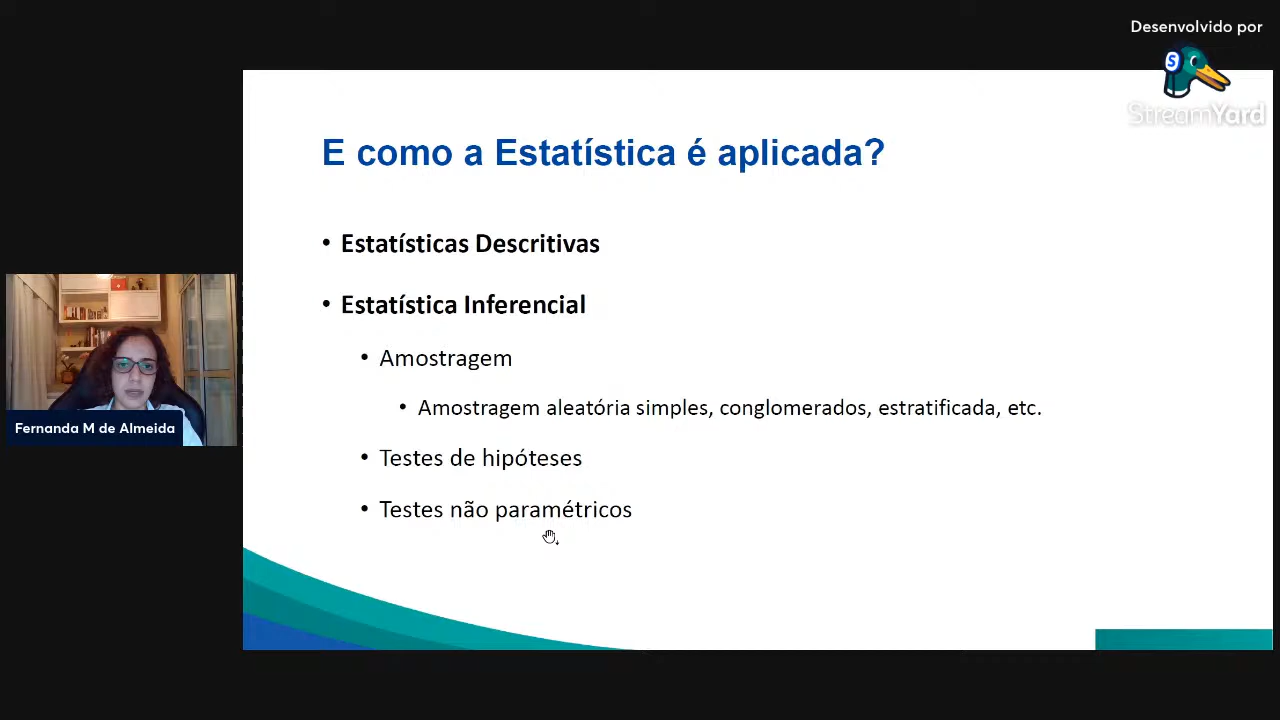 Desenvolvido por
S
StreamYard
E como a Estatística é aplicada?
• Estatísticas Descritivas
• Estatística Inferencial
• Amostragem
• Amostragem aleatória simples, conglomerados, estratificada, etc.
• Testes de hipóteses
• Testes não paramétricos
Fernanda M de Almeida